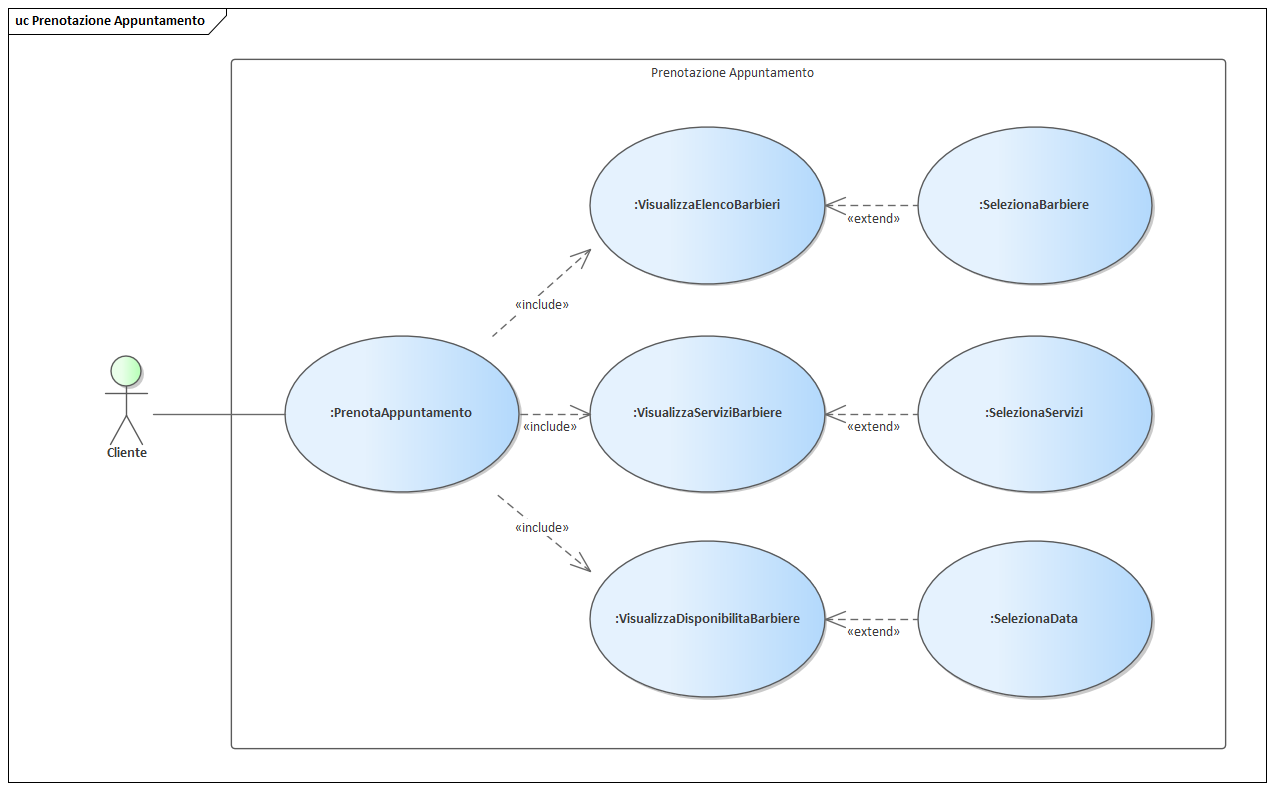 uc Prenotazione Appuntamento
Prenotazione Appuntamento
:VisualizzaElencoBarbieri
:SelezionaBarbiere
«extend»
«include»
:PrenotaAppuntamento
:VisualizzaServiziBarbiere
:SelezionaServizi
«include»
«extend»
Cliente
«include»
:VisualizzaDisponibilitaBarbiere
:SelezionaData
«extend»